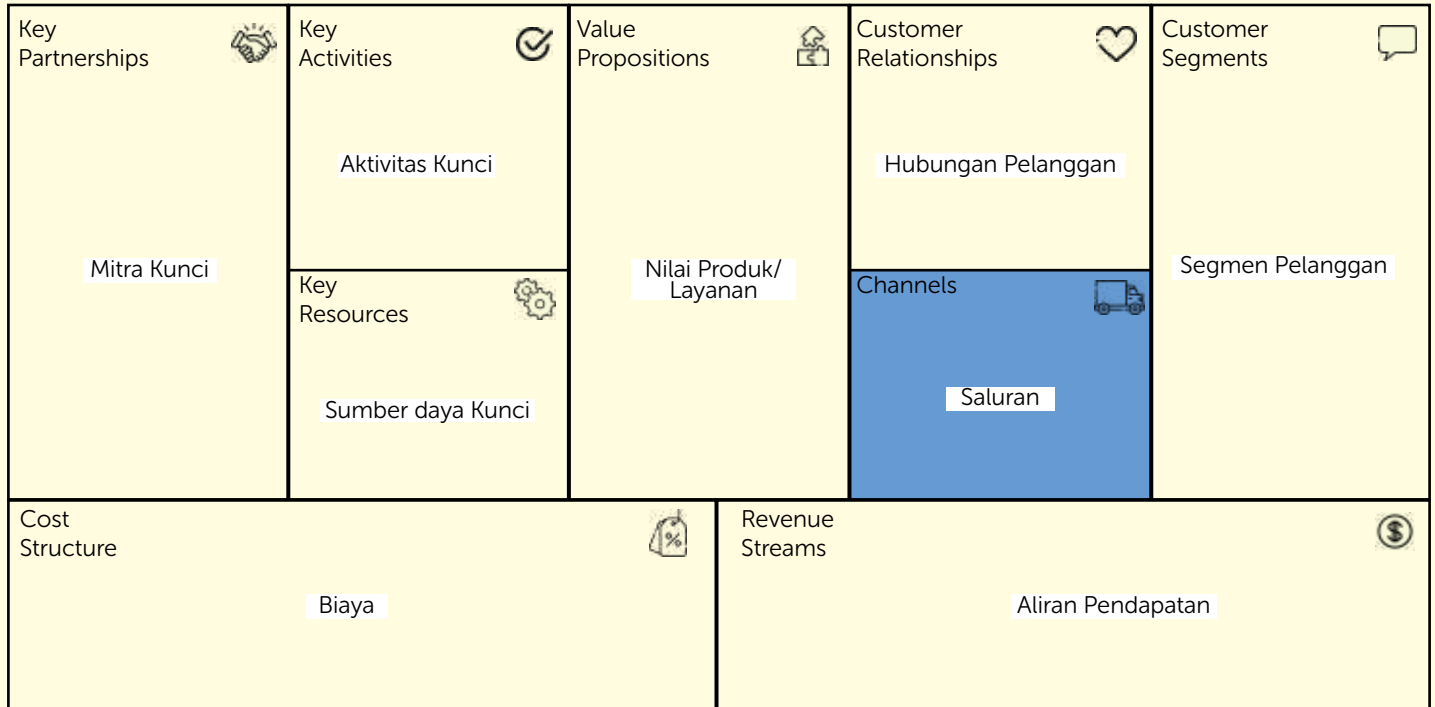 Key
Partnerships
Mitra Kunci
Key
Activities
Aktivitas Kunci
Key
Resources
Sumber daya Kunci
Value
Propositions
Nilai Produk/
Layanan
Customer
Relationships
Hubungan Pelanggan
Channels
Saluran
Customer
Segments
Segmen Pelanggan
Cost
Structure
%
Biaya
Revenue
Streams
$
Aliran Pendapatan